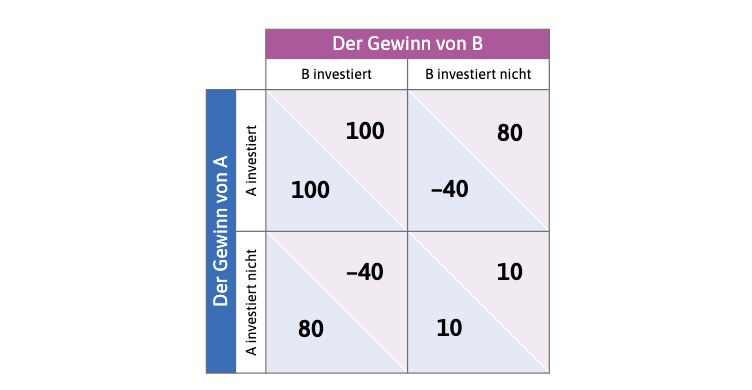 Der Gewinn von B
B investiert
B investiert nicht
Der Gewinn von A
A investiert
100
80
100
–40
A investiert nicht
–40
10
80
10